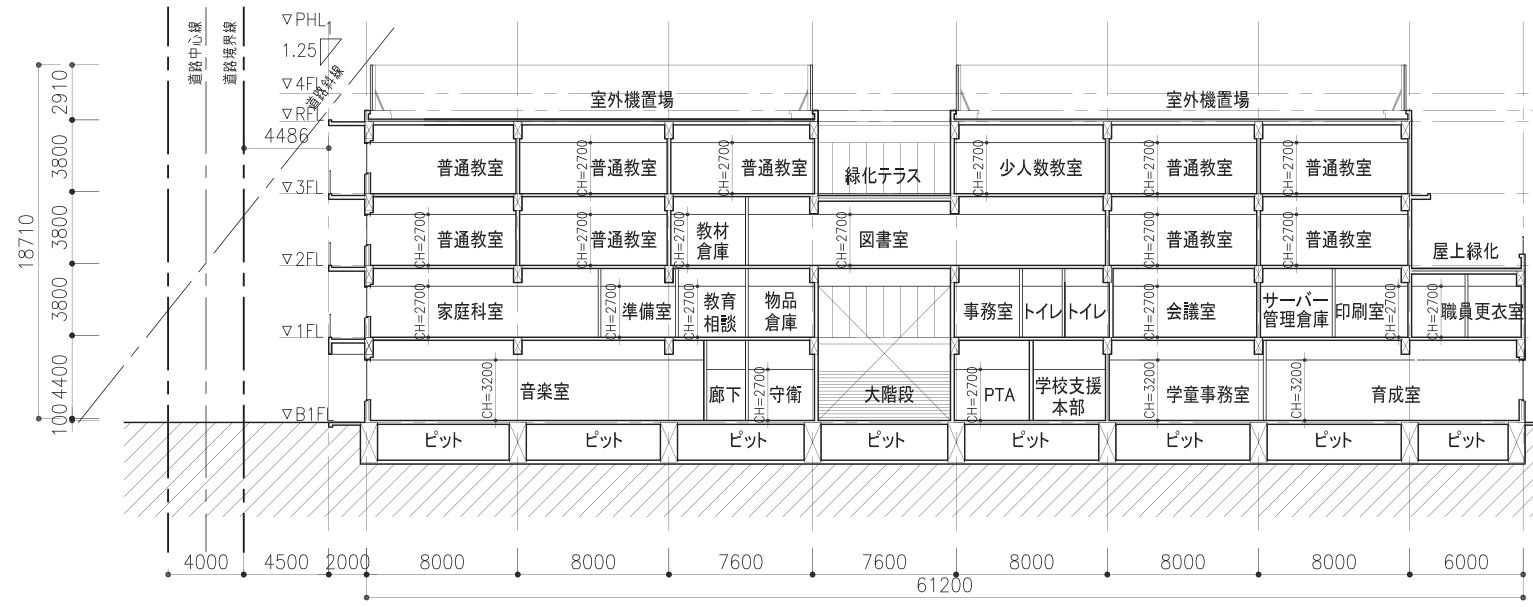 道路中心線
道路境界線
▽PHL
1.25
道路斜線
▽4FL
▽RFL
4486
▽3FL
▽2FL
▽1FL
▽B1FL
18710
2910
3800
3800
3800
4400
100
室外機置場
室外機置場
普通教室
CH=2700
普通教室
CH=2700
普通教室
緑化テラス
CH=2700
少人数教室
CH=2700
普通教室
CH=2700
普通教室
CH=2700
普通教室
CH=2700
普通教室
CH=2700
教材
倉庫
CH=2700
図書室
CH=2700
普通教室
CH=2700
普通教室
屋上緑化
CH=2700
家庭科室
CH=2700
準備室
CH=2700
教育
相談
物品
倉庫
事務室
トイレ
トイレ
CH=2700
会議室
サーバー
管理倉庫
印刷室
CH=2700
CH=2700
職員更衣室
CH=3200
音楽室
廊下
CH=2700
守衛
大階段
CH=2700
PTA
学校支援
本部
CH=3200
学童事務室
CH=3200
育成室
ピット
ピット
ピット
ピット
ピット
ピット
ピット
ピット
4000
4500
2000
8000
8000
7600
7600
8000
8000
8000
6000
61200